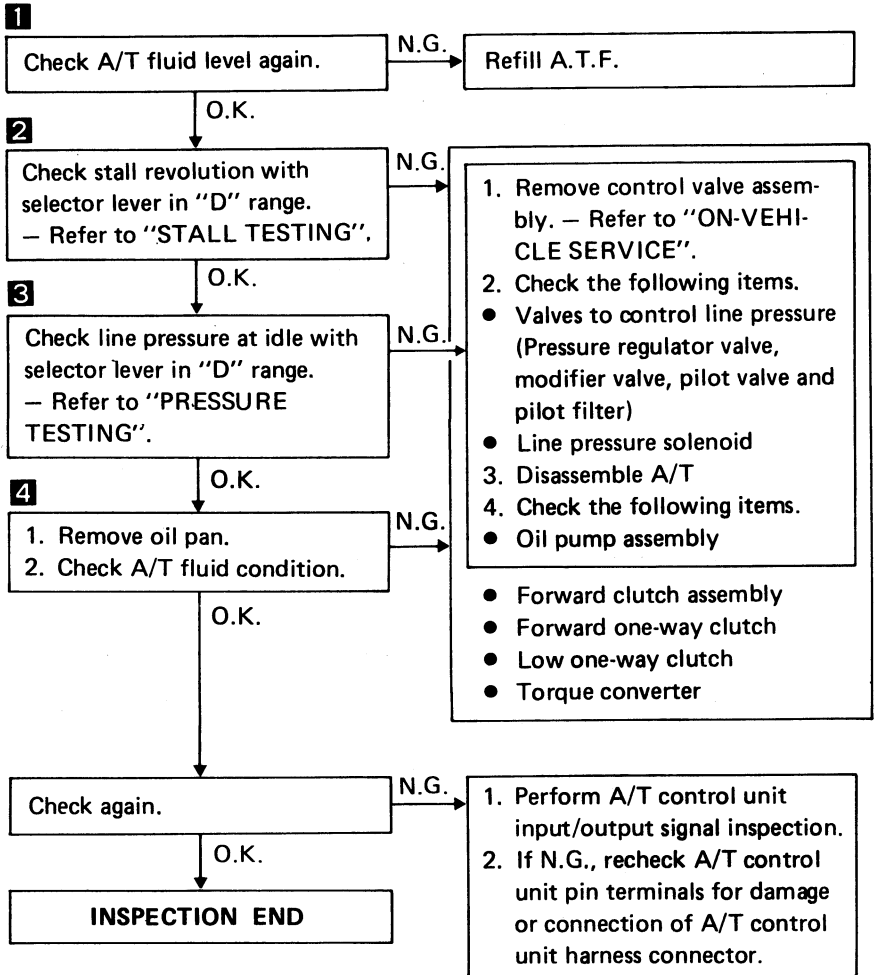 1
Check A/T fluid level again.
N.G.
Refill A.T.F.
O.K.
2
Check stall revolution with
selector lever in "D" range.
— Refer to "STALL TESTING".
N.G.
O.K.
3
Check line pressure at idle with
selector lever in "D" range.
— Refer to "PRESSURE
TESTING".
N.G.
O.K.
4
1. Remove oil pan.
2. Check A/T fluid condition.
N.G.
O.K.
1. Remove control valve assem-
bly. — Refer to "ON-VEHI-
CLE SERVICE".
2. Check the following items.
● Valves to control line pressure
(Pressure regulator valve,
modifier valve, pilot valve and
pilot filter)
● Line pressure solenoid
3. Disassemble A/T
4. Check the following items.
● Oil pump assembly
● Forward clutch assembly
● Forward one-way clutch
● Low one-way clutch
● Torque converter
Check again.
N.G.
O.K.
1. Perform A/T control unit
input/output signal inspection.
2. If N.G., recheck A/T control
unit pin terminals for damage
or connection of A/T control
unit harness connector.
INSPECTION END